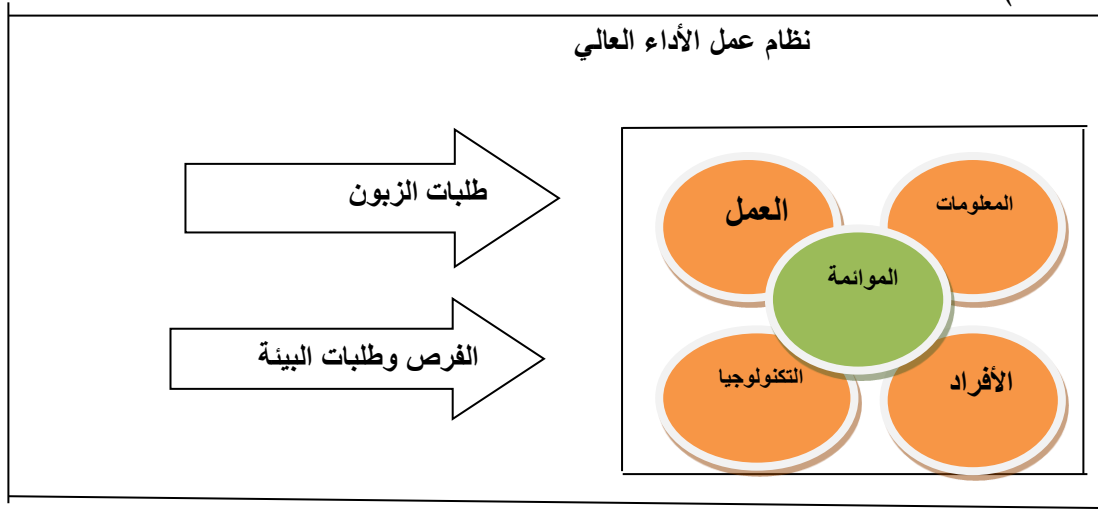 نظام عمل الأداء العالي
المعلومات
العمل
طلبات الزبون
الموائمة
الفرص وطلبات البيئة
الأفراد
التكنولوجيا